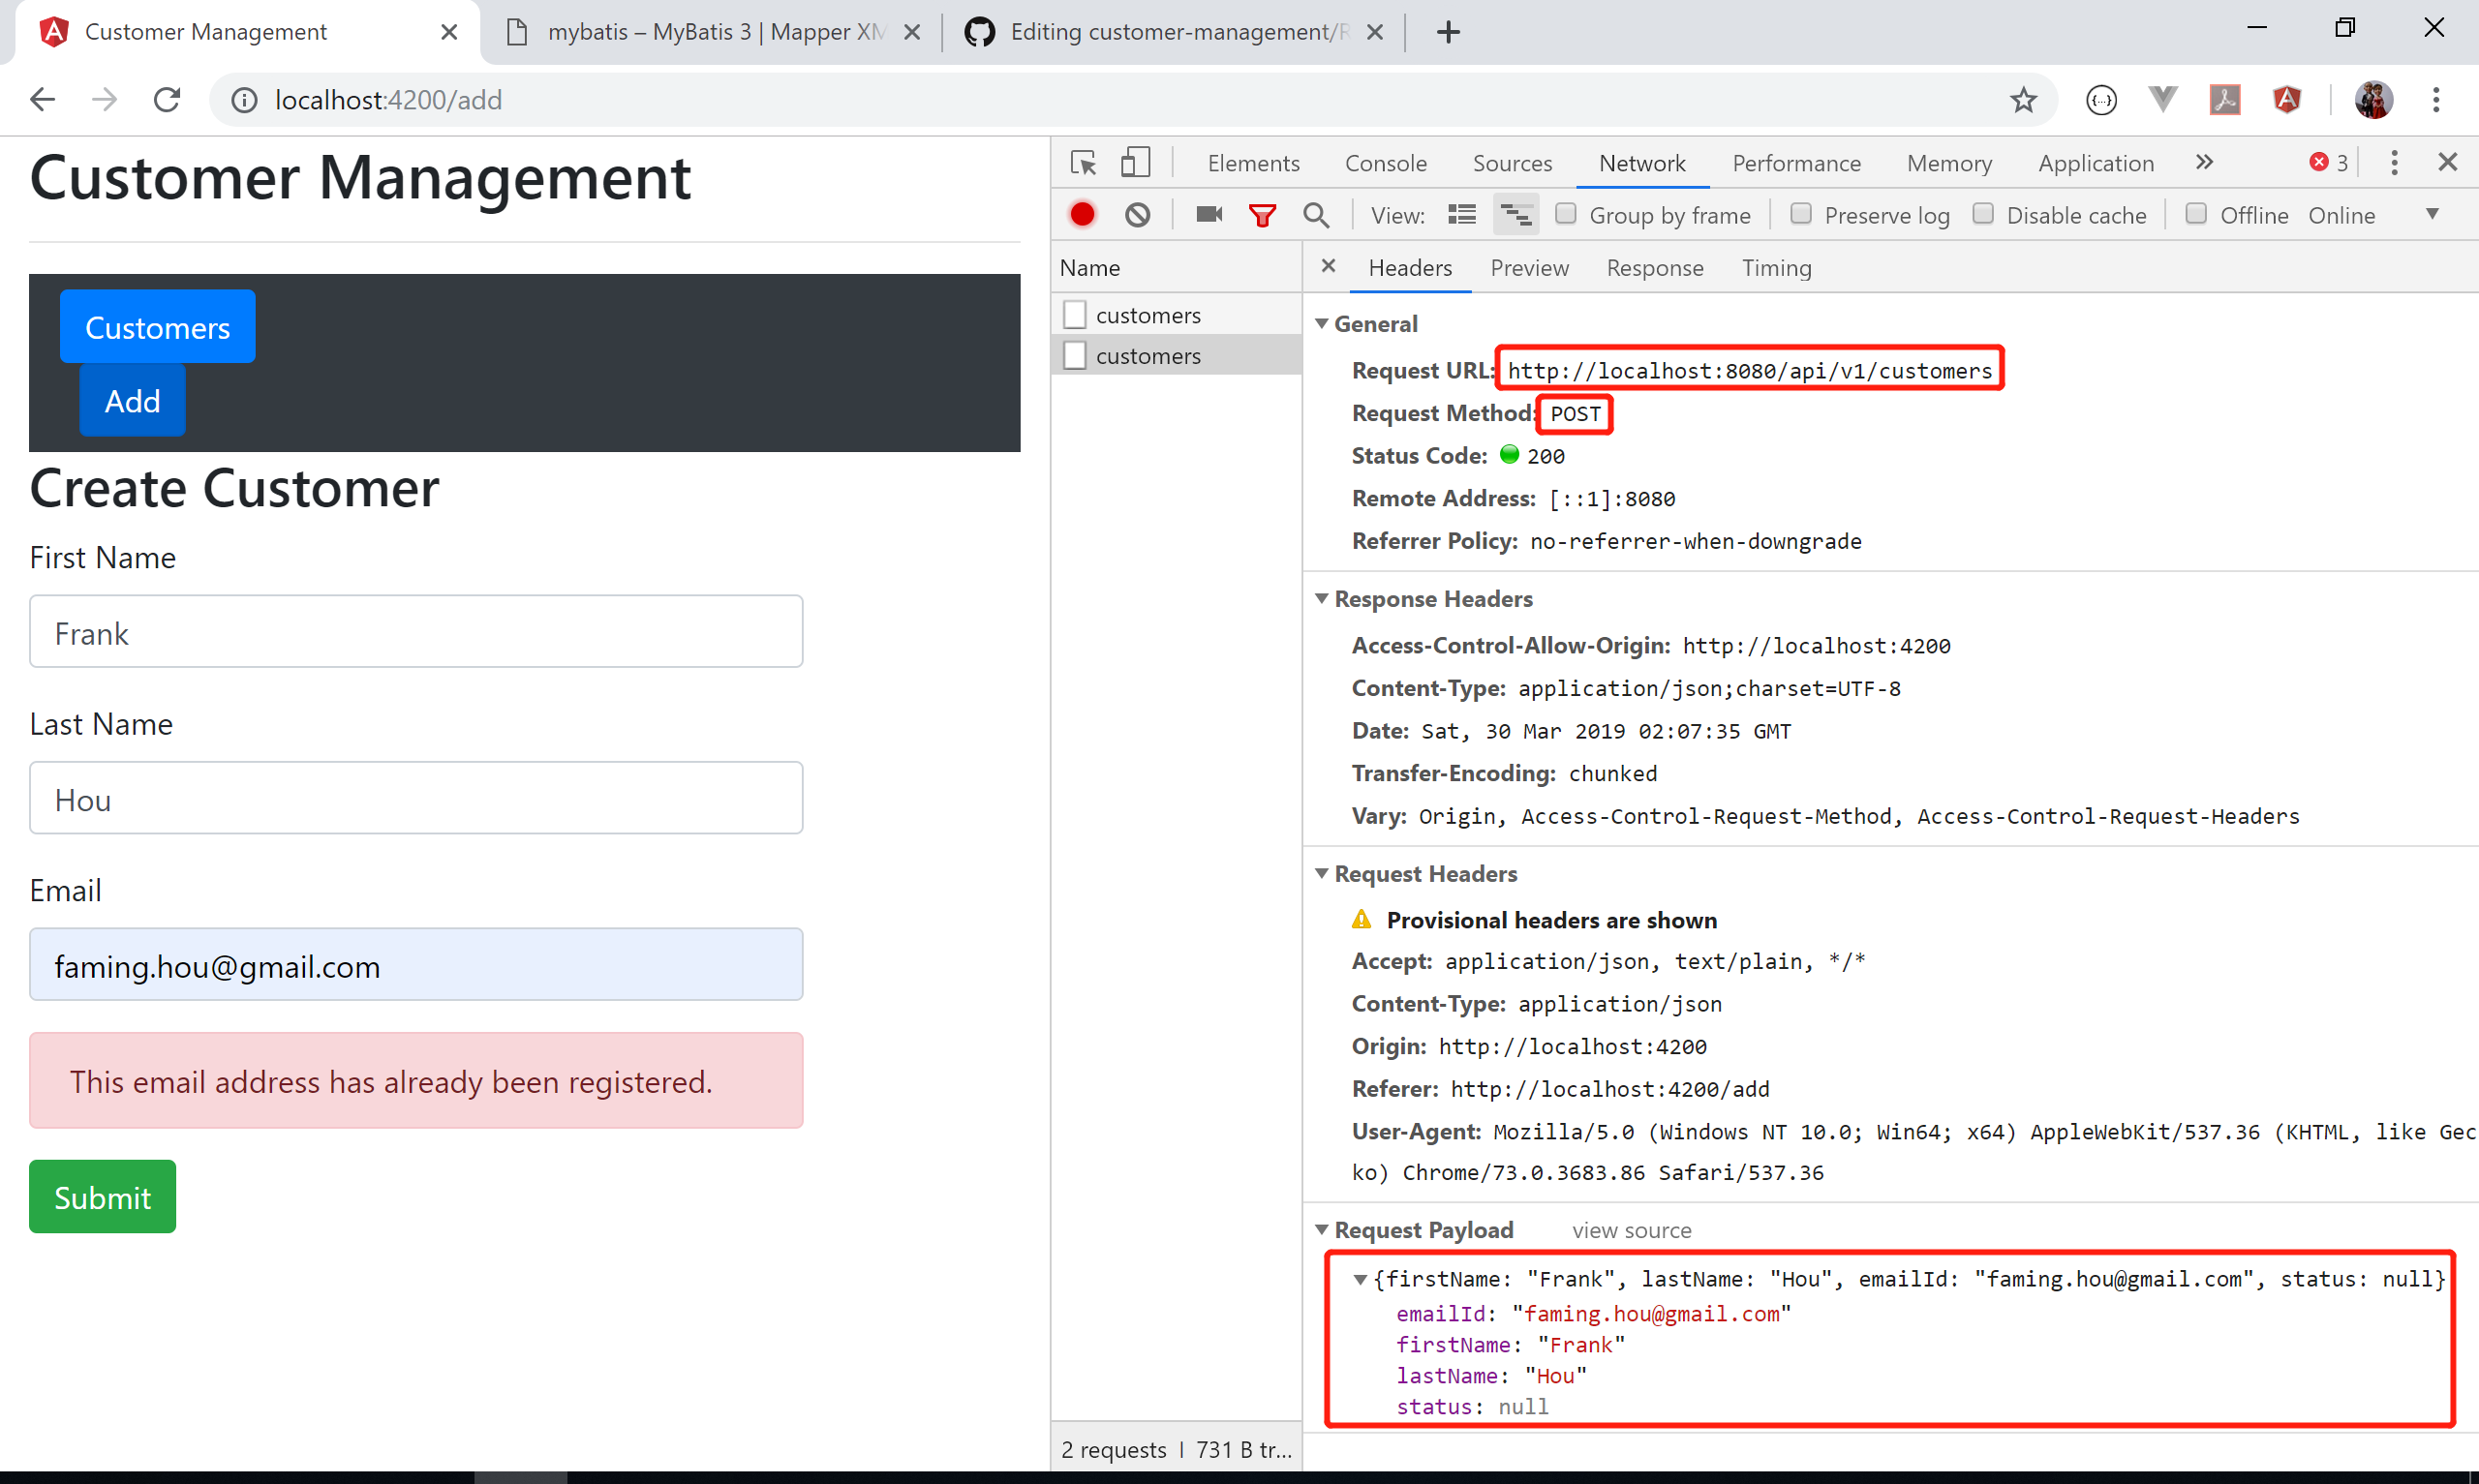 Customer Management
mybatis – MyBatis 3 | Mapper XM
Editing customer-management/R
localhost:4200/add
Customer Management
Customers
Add
Create Customer
First Name
Frank
Last Name
Hou
Email
faming.hou@gmail.com
This email address has already been registered.
Submit
Elements Console Sources Network Performance Memory Application » 3
View: Group by frame Preserve log Disable cache Offline Online
Name
customers
customers
2 requests | 731 B tr...
Headers Preview Response Timing
General
Request URL: http://localhost:8080/api/v1/customers
Request Method: POST
Status Code: 200
Remote Address: [::1]:8080
Referrer Policy: no-referrer-when-downgrade
Response Headers
Access-Control-Allow-Origin: http://localhost:4200
Content-Type: application/json;charset=UTF-8
Date: Sat, 30 Mar 2019 02:07:35 GMT
Transfer-Encoding: chunked
Vary: Origin, Access-Control-Request-Method, Access-Control-Request-Headers
Request Headers
Provisional headers are shown
Accept: application/json, text/plain, */*
Content-Type: application/json
Origin: http://localhost:4200
Referer: http://localhost:4200/add
User-Agent: Mozilla/5.0 (Windows NT 10.0; Win64; x64) AppleWebKit/537.36 (KHTML, like Gec
ko) Chrome/73.0.3683.86 Safari/537.36
Request Payload view source
{firstName: "Frank", lastName: "Hou", emailId: "faming.hou@gmail.com", status: null}
emailId: "faming.hou@gmail.com"
firstName: "Frank"
lastName: "Hou"
status: null